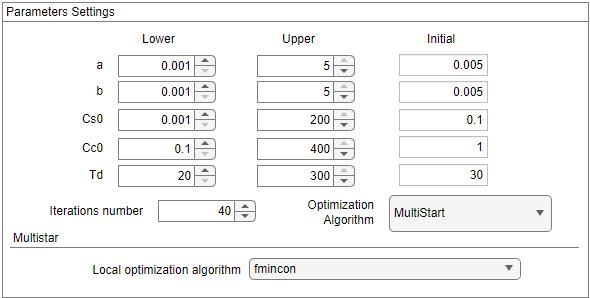 Parameters Settings
Lower Upper Initial
a 0.001 5 0.005
b 0.001 5 0.005
Cs0 0.001 200 0.1
Cc0 0.1 400 1
Td 20 300 30
Iterations number 40 Optimization Algorithm MultiStart
Multistar
Local optimization algorithm fmincon